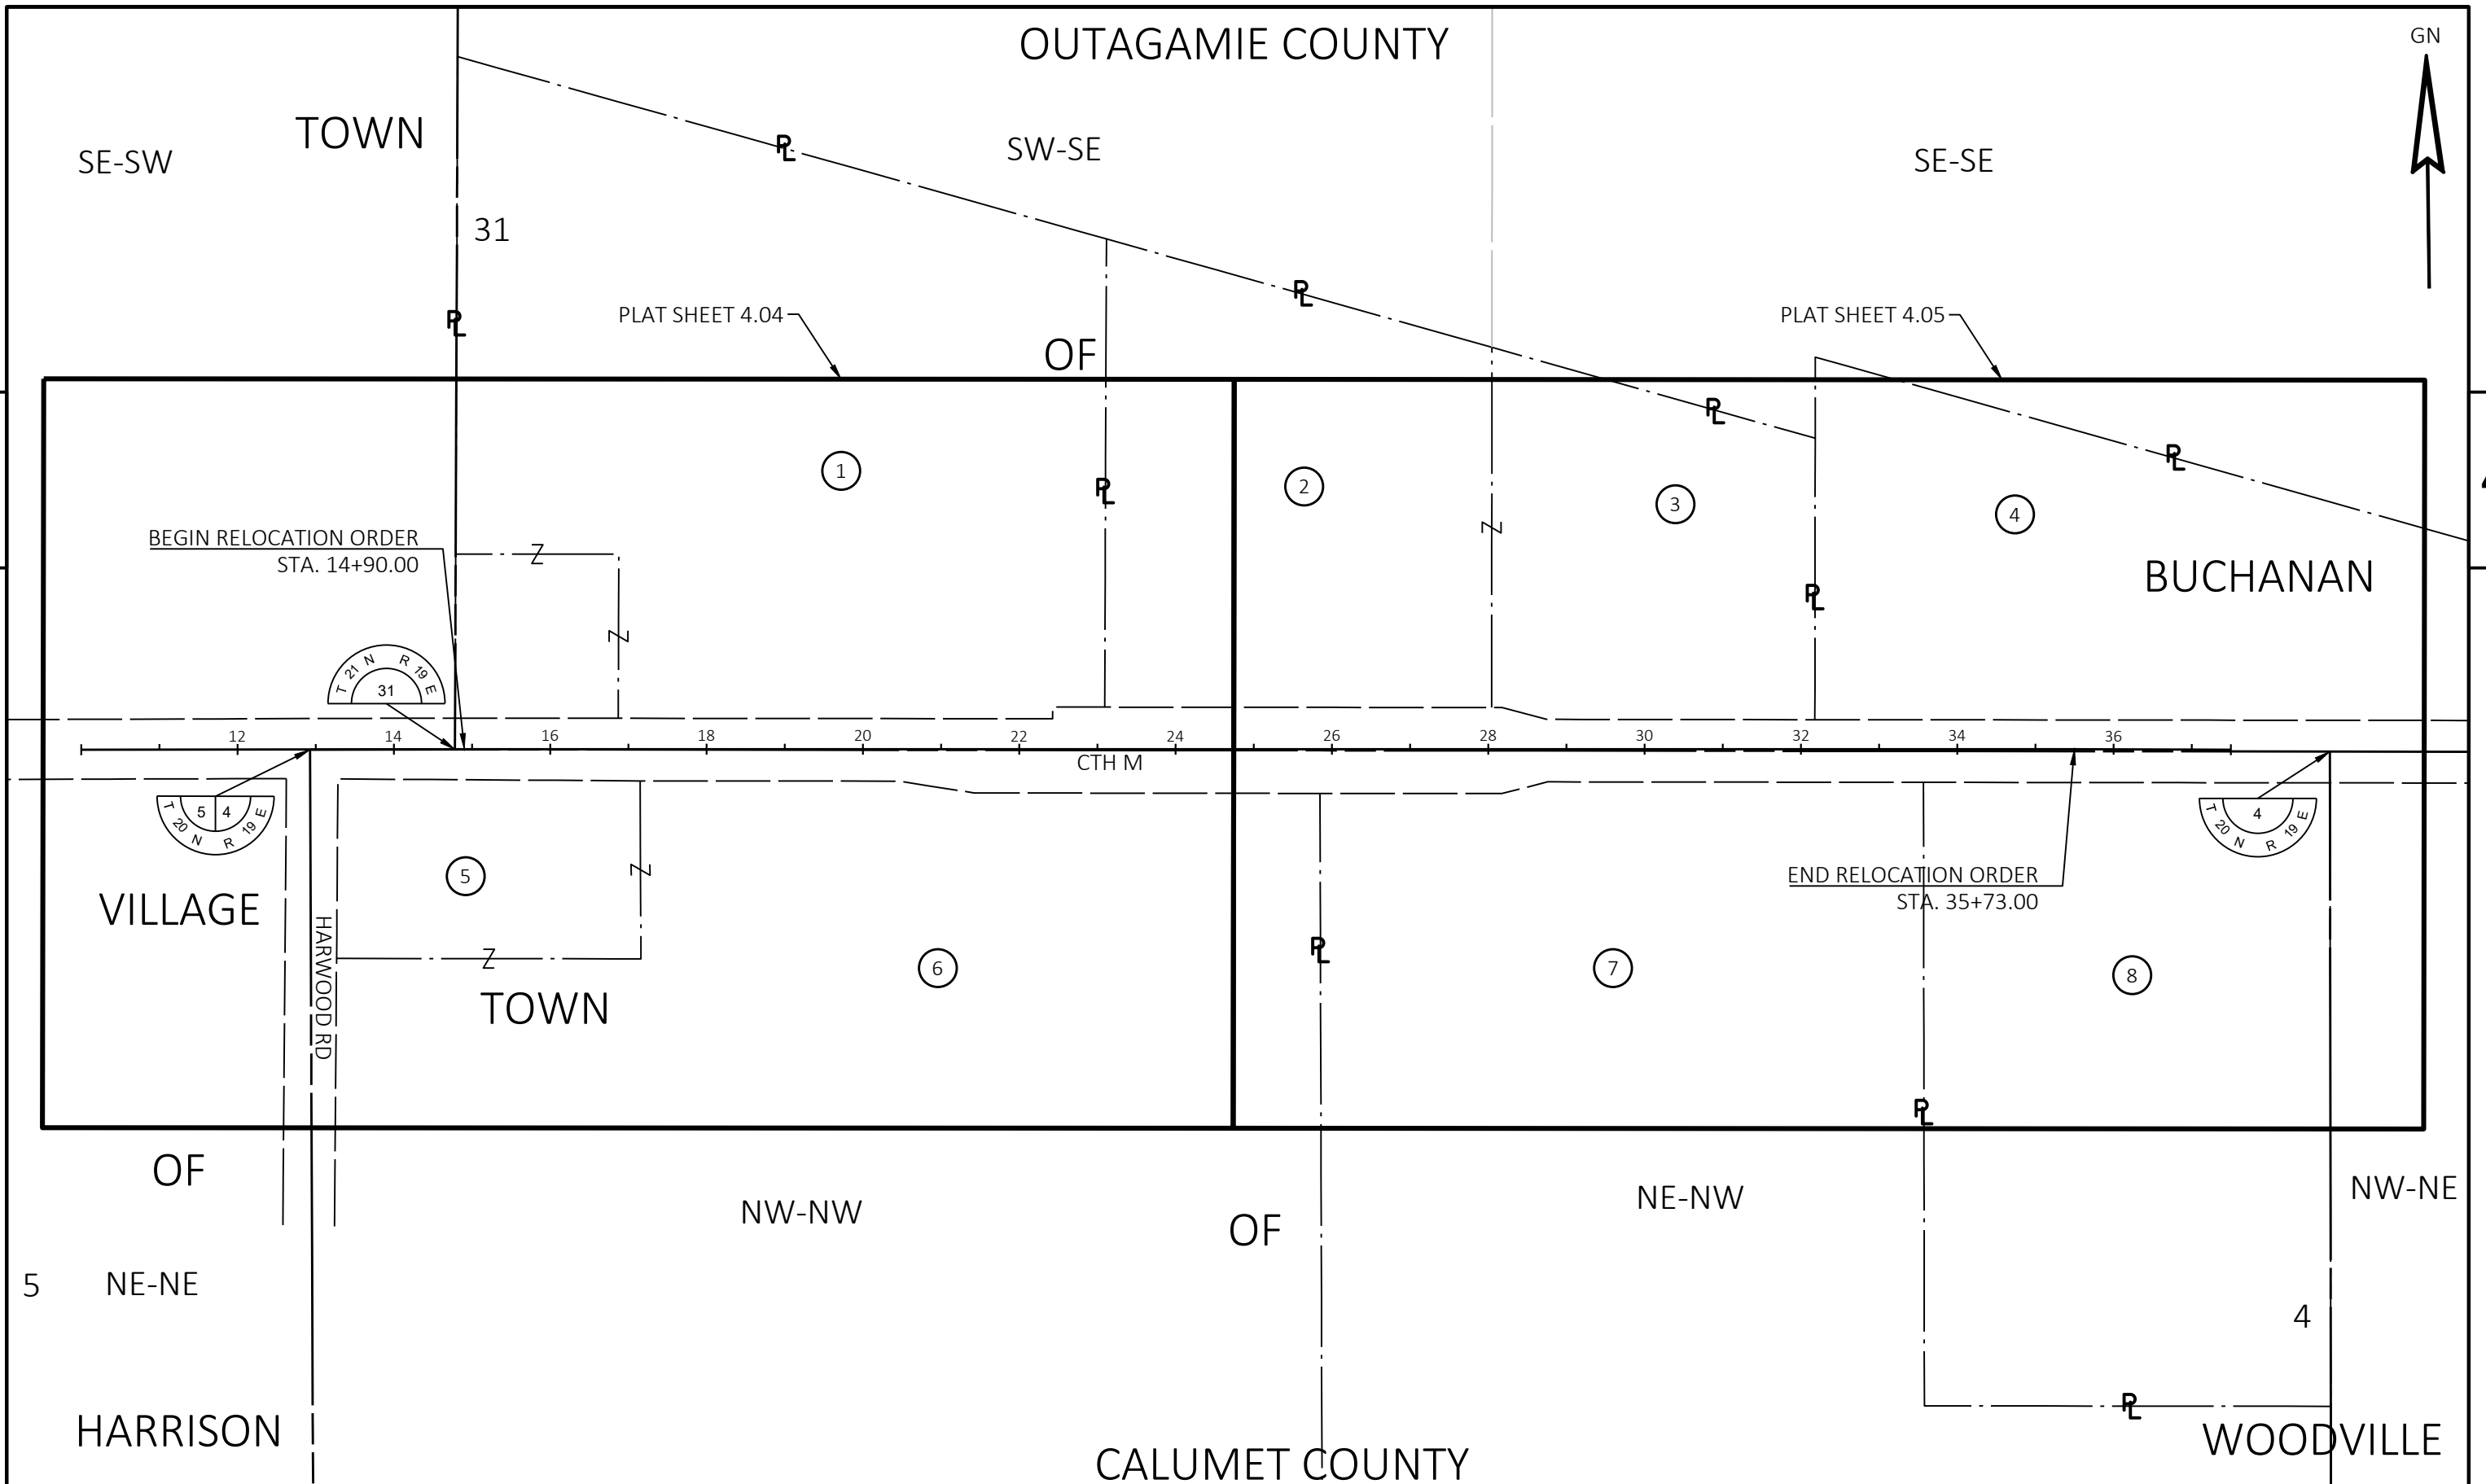 OUTAGAMIE COUNTY
GN
TOWN
SE-SW
SW-SE
SE-SE
31
PLAT SHEET 4.04
PLAT SHEET 4.05
OF
PL
PL
PL
PL
PL
PL
PL
1
2
3
4
BEGIN RELOCATION ORDER
STA. 14+90.00
Z
Z
Z
BUCHANAN
T 21 N R 19 E
31
12
14
16
18
20
22
24
26
28
30
32
34
36
CTH M
T 20 N R 19 E
5 4
T 20 N R 19 E
4
5
Z
Z
END RELOCATION ORDER
STA. 35+73.00
VILLAGE
HARWOOD RD
PL
6
7
8
TOWN
PL
OF
NW-NW
OF
NE-NW
NW-NE
5
NE-NE
4
PL
HARRISON
CALUMET COUNTY
WOODVILLE